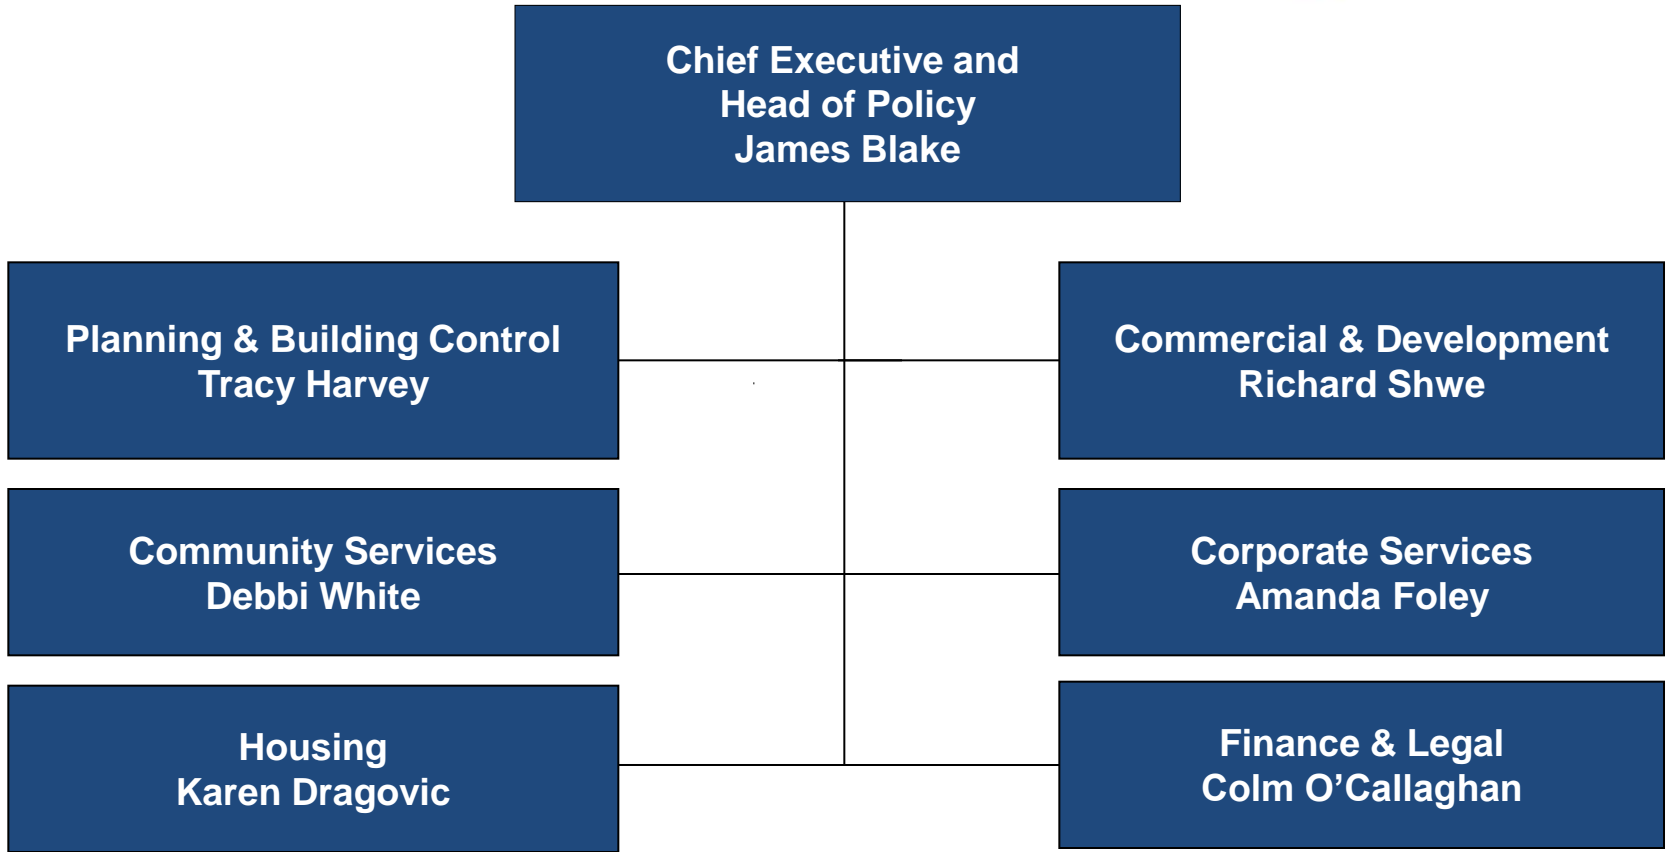 Chief Executive and
Head of Policy
James Blake
Planning & Building Control
Tracy Harvey
Commercial & Development
Richard Shwe
Community Services
Debbi White
Corporate Services
Amanda Foley
Housing
Karen Dragovic
Finance & Legal
Colm O’Callaghan